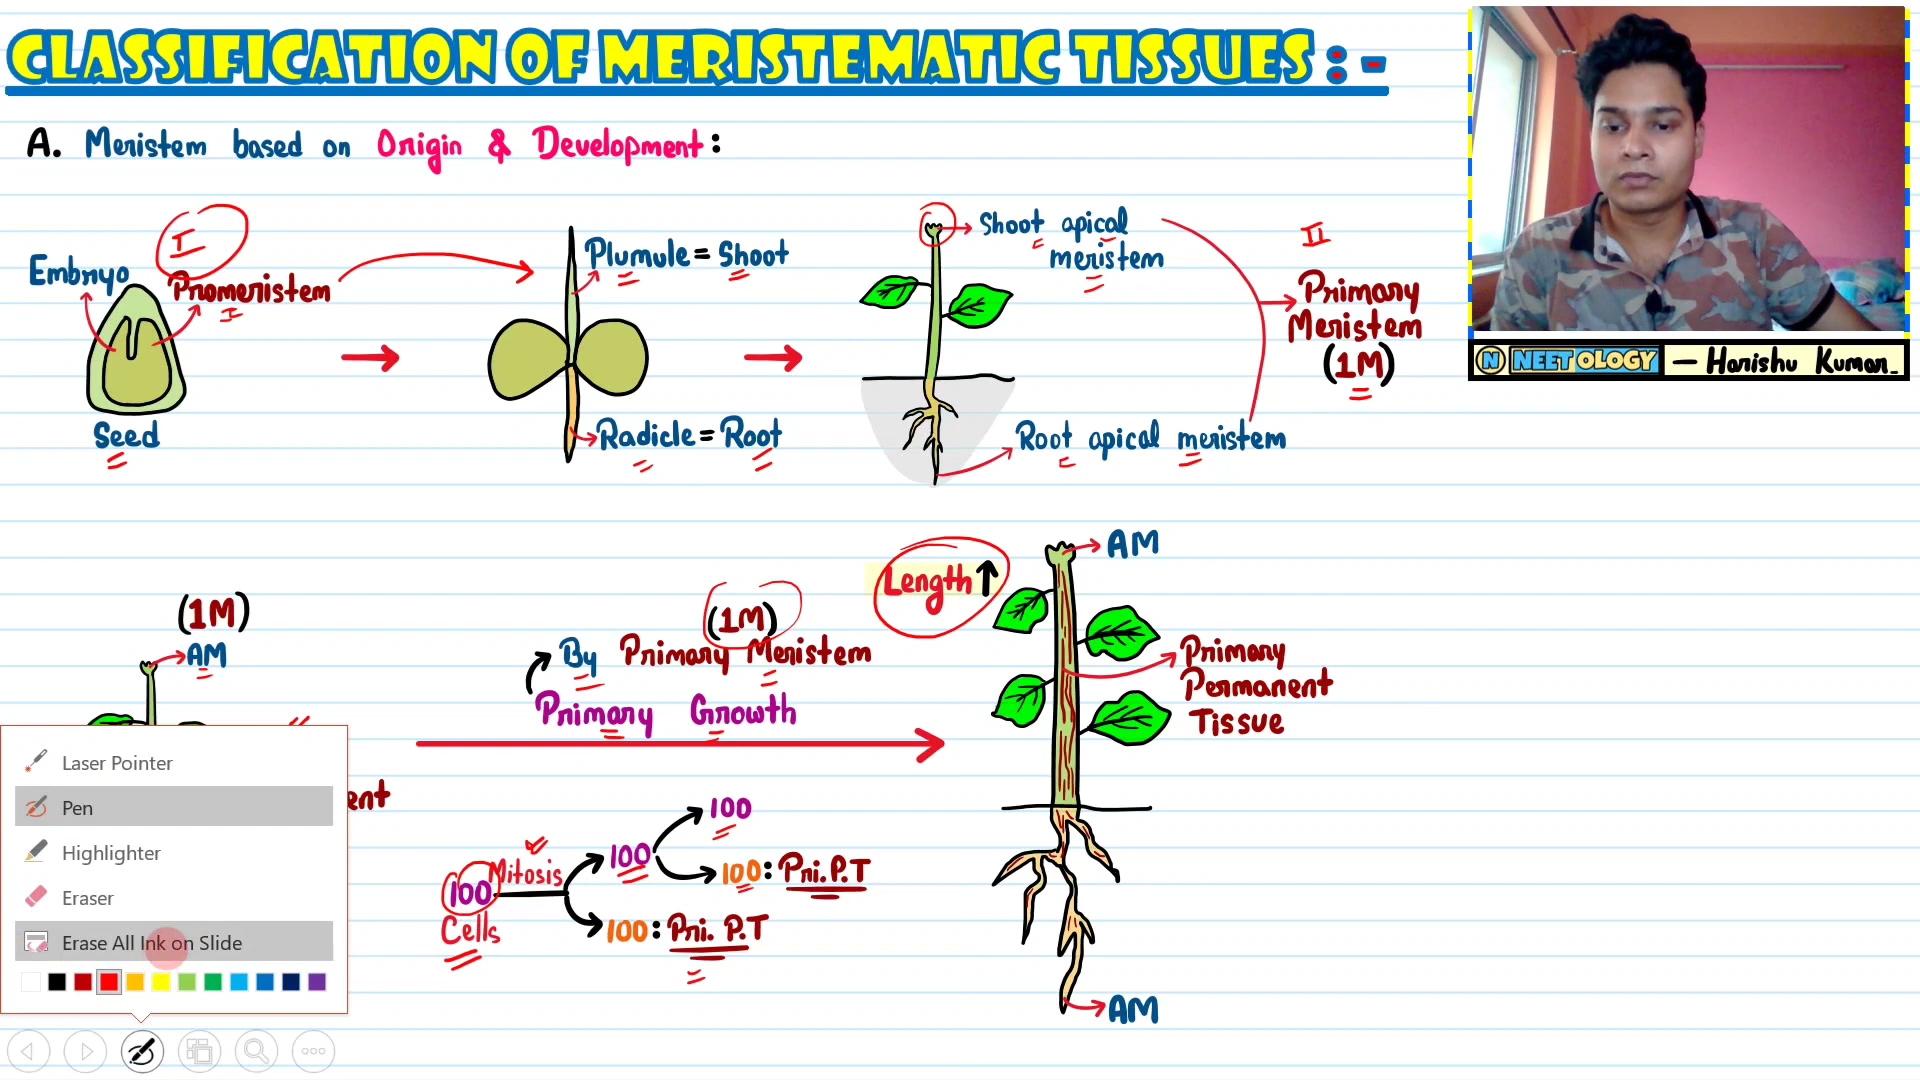 CLASSIFICATION OF MERISTEMATIC TISSUES : -
A. Meristem based on Origin & Development :
I
Embryo
Promeristem
I
Seed
Plumule = Shoot
Radicle = Root
Shoot apical
meristem
Root apical meristem
II
Primary
Meristem
(1M)
N NEETOLOGY — Harishu Kumar
(1M)
AM
ent
(1M)
By Primary Meristem
Primary Growth
Length ↑
100
Cells
Mitosis
100
100
100 : Pri.P.T
100 : Pri. P.T
AM
Primary
Permanent
Tissue
AM
Laser Pointer
Pen
Highlighter
Eraser
Erase All Ink on Slide